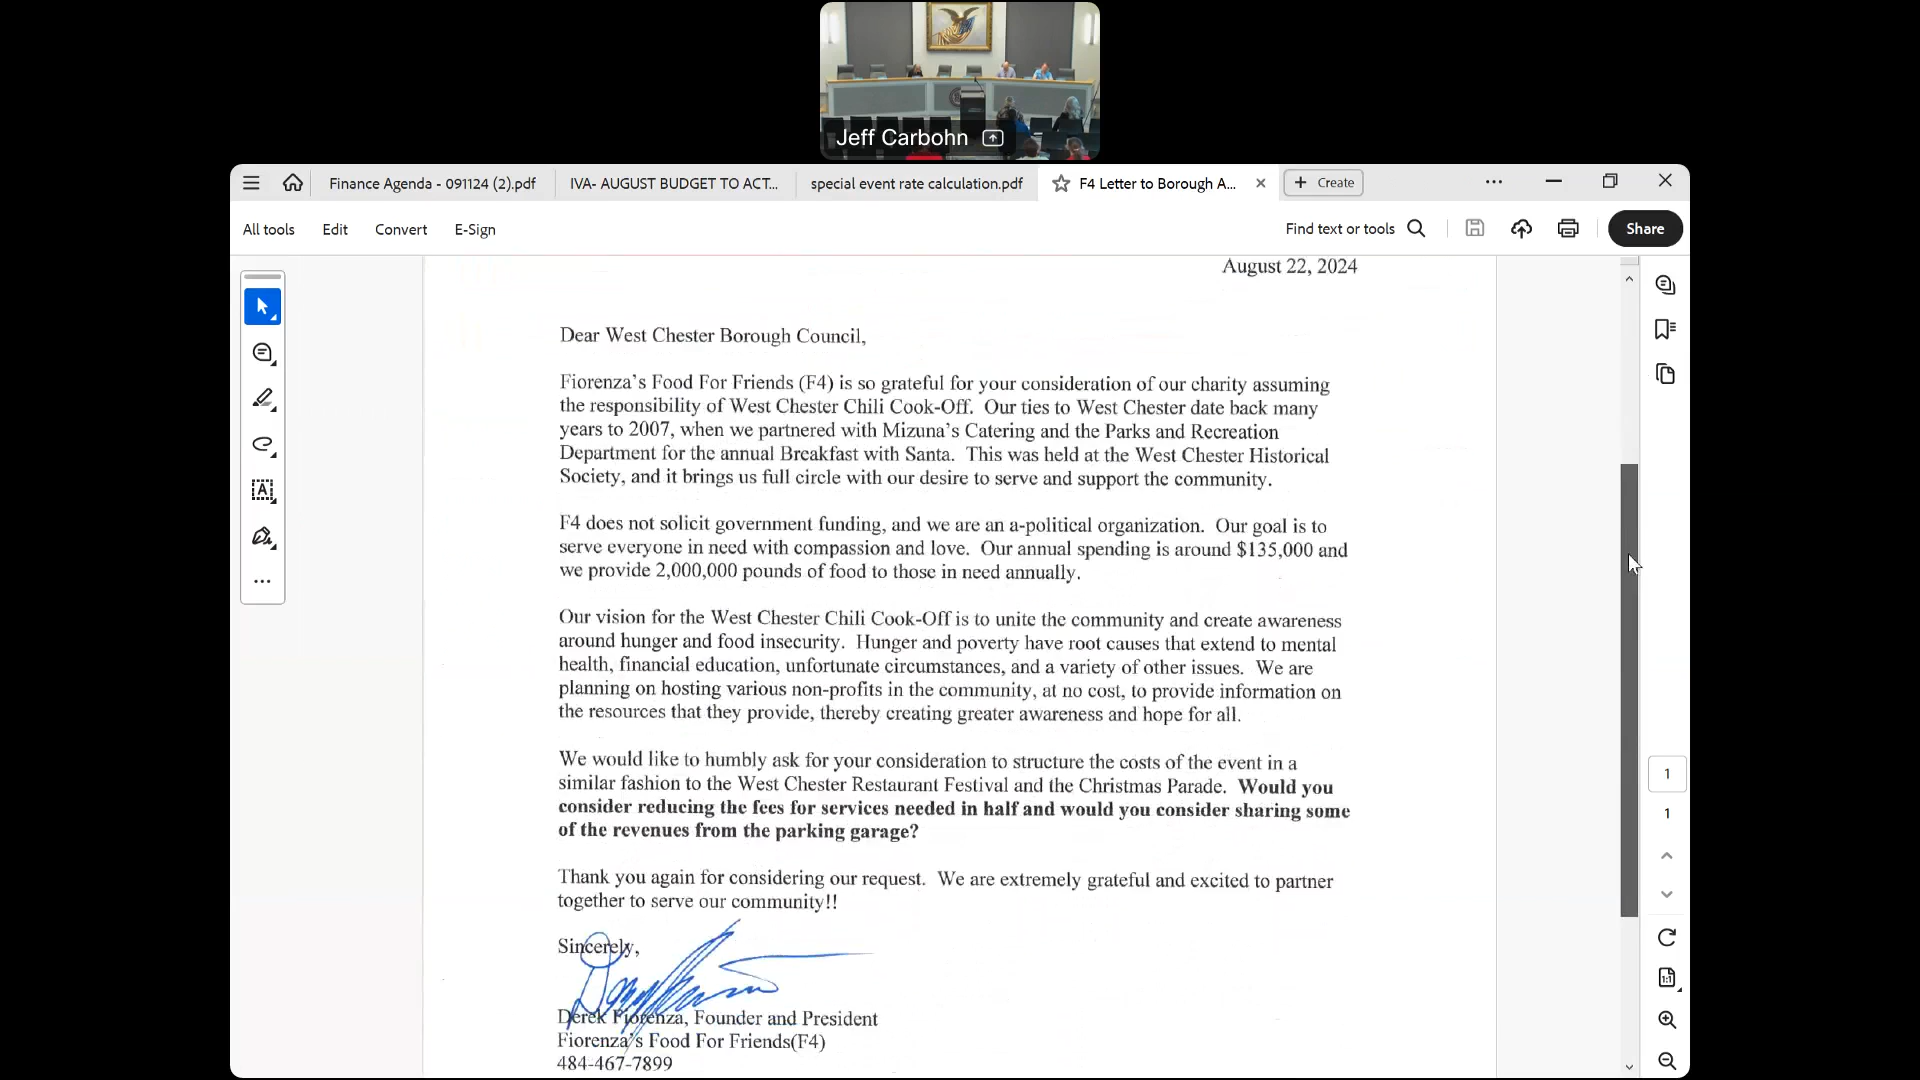 Jeff Carbohn
Finance Agenda - 091124 (2).pdf
IVA- AUGUST BUDGET TO ACT...
special event rate calculation.pdf
F4 Letter to Borough A...
Create
All tools
Edit
Convert
E-Sign
Find text or tools
Share
August 22, 2024
Dear West Chester Borough Council,
Fiorenza's Food For Friends (F4) is so grateful for your consideration of our charity assuming
the responsibility of West Chester Chili Cook-Off. Our ties to West Chester date back many
years to 2007, when we partnered with Mizuna's Catering and the Parks and Recreation
Department for the annual Breakfast with Santa. This was held at the West Chester Historical
Society, and it brings us full circle with our desire to serve and support the community.
F4 does not solicit government funding, and we are an a-political organization. Our goal is to
serve everyone in need with compassion and love. Our annual spending is around $135,000 and
we provide 2,000,000 pounds of food to those in need annually.
Our vision for the West Chester Chili Cook-Off is to unite the community and create awareness
around hunger and food insecurity. Hunger and poverty have root causes that extend to mental
health, financial education, unfortunate circumstances, and a variety of other issues. We are
planning on hosting various non-profits in the community, at no cost, to provide information on
the resources that they provide, thereby creating greater awareness and hope for all.
We would like to humbly ask for your consideration to structure the costs of the event in a
similar fashion to the West Chester Restaurant Festival and the Christmas Parade. Would you
consider reducing the fees for services needed in half and would you consider sharing some
of the revenues from the parking garage?
Thank you again for considering our request. We are extremely grateful and excited to partner
together to serve our community!!
Sincerely,
Derek Fiorenza, Founder and President
Fiorenza's Food For Friends(F4)
484-467-7899
1
1